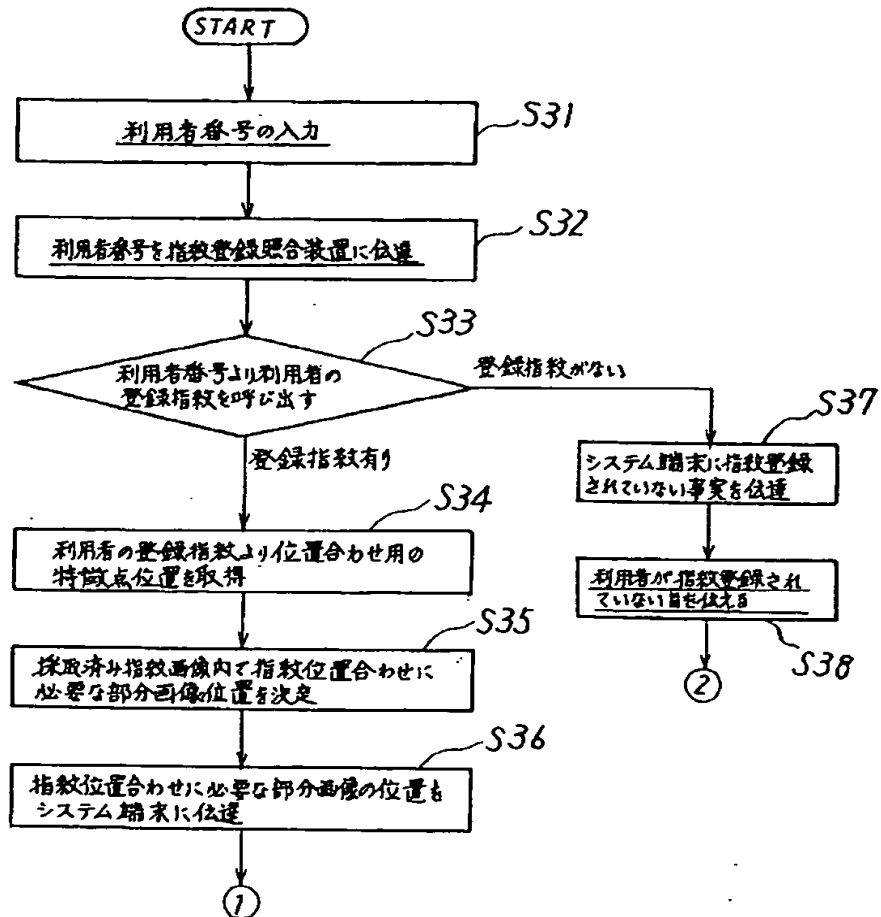 START
利用者番号の入力
S31
利用者番号を指紋登録照合装置に伝達
S32
S33
利用者番号より利用者の
登録指紋を呼び出す
登録指紋がない
登録指紋有り
S37
システム端末に指紋登録
されていない事実を伝達
S34
利用者の登録指紋より位置合わせ用の
特徴点位置を取得
利用者が指紋登録され
ていない旨を伝える
S38
②
S35
採取済み指紋画像内で指紋位置合わせに
必要な部分画像位置を決定
S36
指紋位置合わせに必要な部分画像の位置を
システム端末に伝達
①